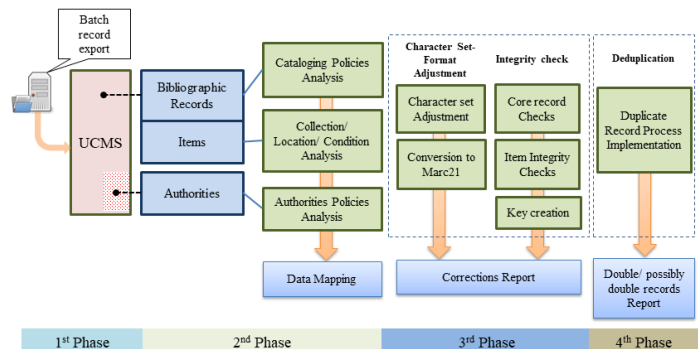 Batch
record
export
UCMS
Bibliographic
Records
Items
Authorities
Cataloging Policies
Analysis
Collection/
Location/ Condition
Analysis
Authorities Policies
Analysis
Data Mapping
Character Set-
Format
Adjustment
Character set
Adjustment
Conversion to
Marc21
Integrity check
Core record
Checks
Item Integrity
Checks
Key creation
Corrections Report
Deduplication
Duplicate
Record Process
Implementation
Double/ possibly
double records
Report
1st Phase
2nd Phase
3rd Phase
4th Phase